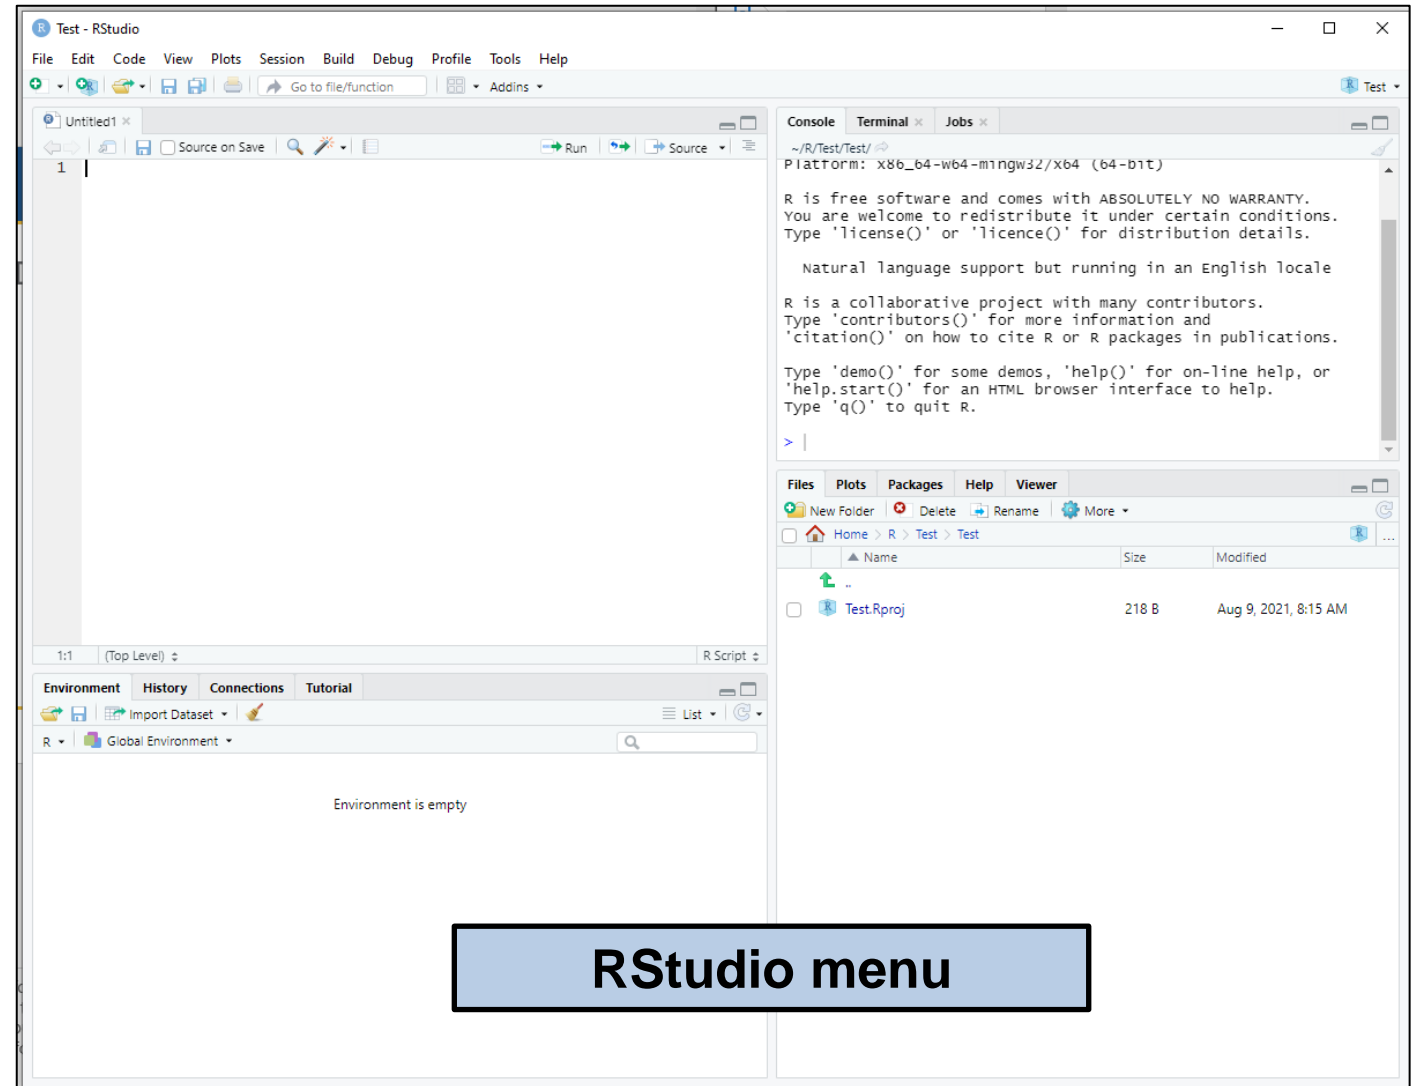 Test - RStudio
File Edit Code View Plots Session Build Debug Profile Tools Help
Go to file/function Addins Test
Untitled1
Source on Save Run Source
1
1:1 (Top Level) R Script
Environment History Connections Tutorial
Import Dataset List
R Global Environment
Environment is empty
Console Terminal Jobs
~/R/Test/Test/
Platform: x86_64-w64-mingw32/x64 (64-bit)
R is free software and comes with ABSOLUTELY NO WARRANTY.
You are welcome to redistribute it under certain conditions.
Type 'license()' or 'licence()' for distribution details.
Natural language support but running in an English locale
R is a collaborative project with many contributors.
Type 'contributors()' for more information and
'citation()' on how to cite R or R packages in publications.
Type 'demo()' for some demos, 'help()' for on-line help, or
'help.start()' for an HTML browser interface to help.
Type 'q()' to quit R.
>
Files Plots Packages Help Viewer
New Folder Delete Rename More
Home > R > Test > Test ...
Name Size Modified
..
Test.Rproj 218 B Aug 9, 2021, 8:15 AM
RStudio menu